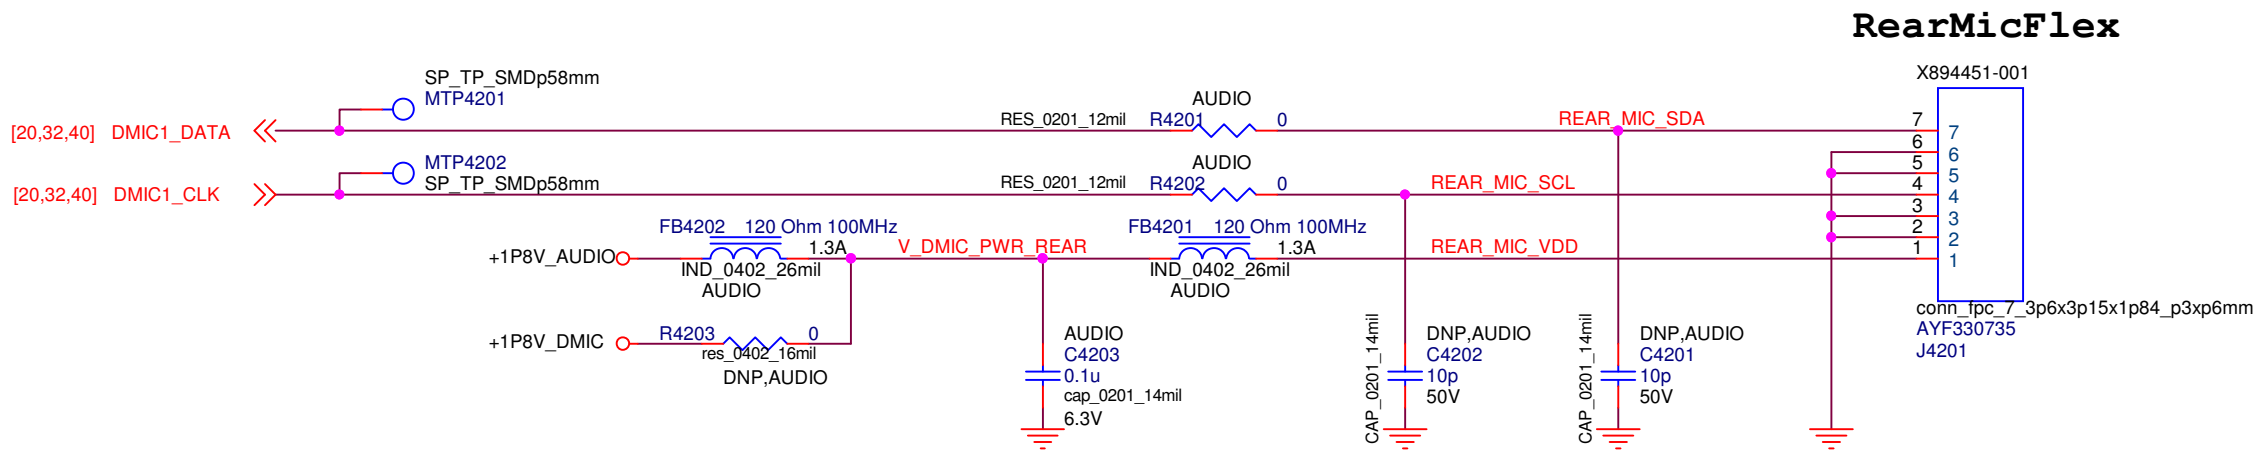 RearMicFlex
X894451-001
SP_TP_SMDp58mm
MTP4201
AUDIO
[20,32,40] DMIC1_DATA
RES_0201_12mil R4201 0
REAR_MIC_SDA
7 7
6 6
5 5
4 4
3 3
2 2
1 1
MTP4202
SP_TP_SMDp58mm
AUDIO
[20,32,40] DMIC1_CLK
RES_0201_12mil R4202 0
REAR_MIC_SCL
FB4202 120 Ohm 100MHz
1.3A
+1P8V_AUDIO
IND_0402_26mil
AUDIO
V_DMIC_PWR_REAR
FB4201 120 Ohm 100MHz
1.3A
IND_0402_26mil
AUDIO
REAR_MIC_VDD
conn_fpc_7_3p6x3p15x1p84_p3xp6mm
AYF330735
J4201
+1P8V_DMIC
R4203 0
res_0402_16mil
DNP,AUDIO
AUDIO
C4203
0.1u
cap_0201_14mil
6.3V
CAP_0201_14mil
DNP,AUDIO
C4202
10p
50V
CAP_0201_14mil
DNP,AUDIO
C4201
10p
50V